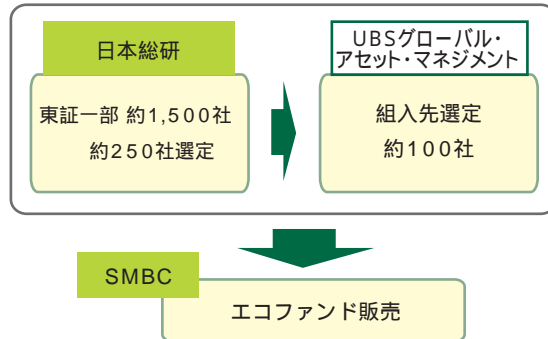 日本総研
東証一部 約1,500社
約250社選定
UBSグローバル・
アセット・マネジメント
組入先選定
約100社
SMBC
エコファンド販売